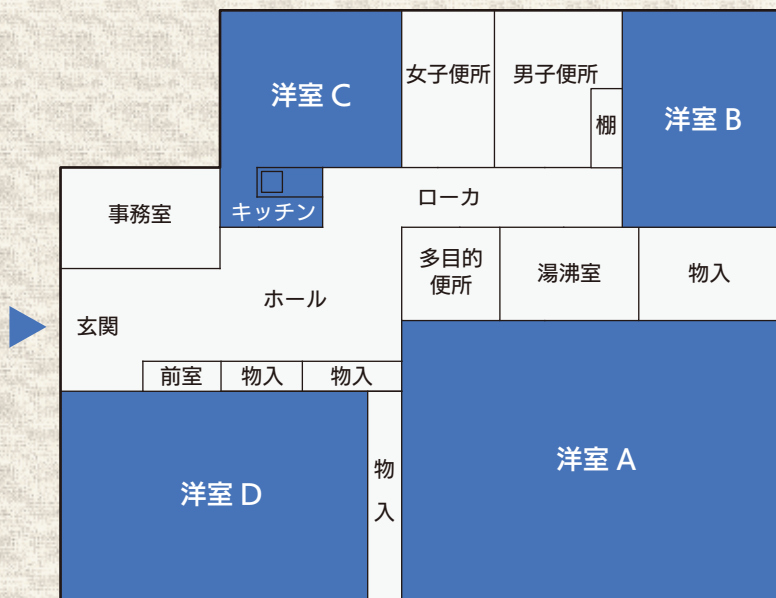 洋室 C
女子便所
男子便所
棚
洋室 B
事務室
キッチン
ローカ
多目的
便所
湯沸室
物入
ホール
玄関
前室
物入
物入
洋室 D
物
入
洋室 A